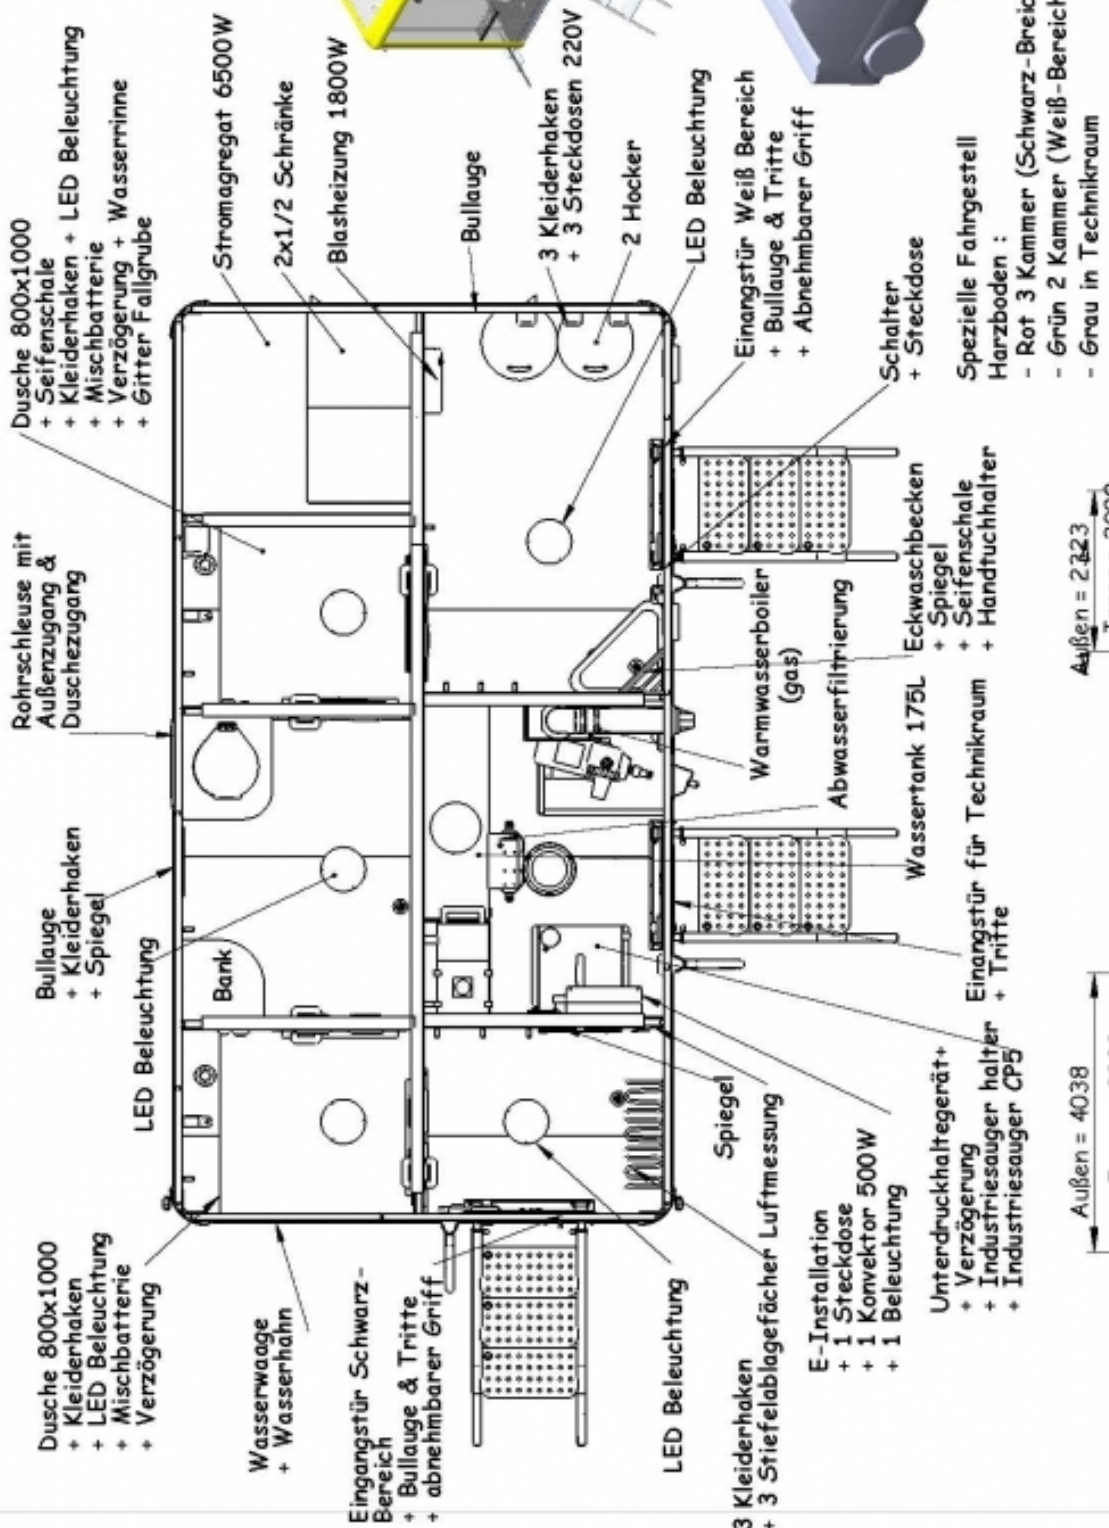 Dusche 800x1000
+ Kleiderhaken
+ LED Beleuchtung
+ Mischbatterie
+ Verzögerung
Bullauge
+ Kleiderhaken
+ Spiegel
Rohrschleuse mit
Außenzugang &
Duschezugang
Dusche 800x1000
+ Seifenschale
+ Kleiderhaken + LED Beleuchtung
+ Mischbatterie
+ Verzögerung + Wasserrinne
+ Gitter Fallgrube
LED Beleuchtung
Wasserwaage
+ Wasserhahn
Stromagregat 6500W
2x1/2 Schränke
Blasheizung 1800W
Bank
Eingangstür Schwarz-
Bereich
+ Bullauge & Tritte
+ abnehmbarer Griff
Bullauge
3 Kleiderhaken
+ 3 Steckdosen 220V
2 Hocker
LED Beleuchtung
LED Beleuchtung
Einangstür Weiß Bereich
+ Bullauge & Tritte
+ Abnehmbarer Griff
3 Kleiderhaken
+ 3 Stiefelablagefächer Luftmessung
Spiegel
Warmwasserboiler
(gas)
Abwasserfiltrierung
Schalter
+ Steckdose
E-Installation
+ 1 Steckdose
+ 1 Konvektor 500W
+ 1 Beleuchtung
Wassertank 175L
Eckwaschbecken
+ Spiegel
+ Seifenschale
+ Handtuchhalter
Unterdruckhaltegerät+
+ Verzögerung
+ Industriesauger halter
+ Industriesauger CP5
Einangstür für Technikraum
+ Tritte
Spezielle Fahrgestell
Harzboden :
- Rot 3 Kammer (Schwarz-Breic
- Grün 2 Kammer (Weiß-Bereich
- Grau in Technikraum
Außen = 4038
Außen = 2223